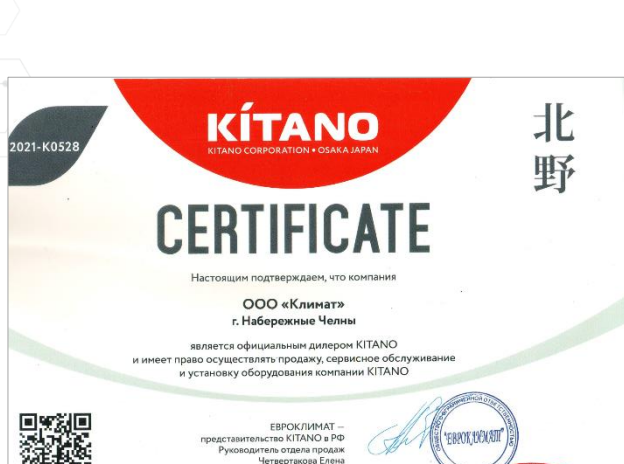 2021-K0528
KÍTANO
KITANO CORPORATION • OSAKA JAPAN
北
野
CERTIFICATE
Настоящим подтверждаем, что компания
ООО «Климат»
г. Набережные Челны
является официальным дилером KITANO
и имеет право осуществлять продажу, сервисное обслуживание
и установку оборудования компании KITANO
ЕВРОКЛИМАТ —
представительство KITANO в РФ
Руководитель отдела продаж
Четвертакова Елена
"ЕВРОКЛИМАТ"